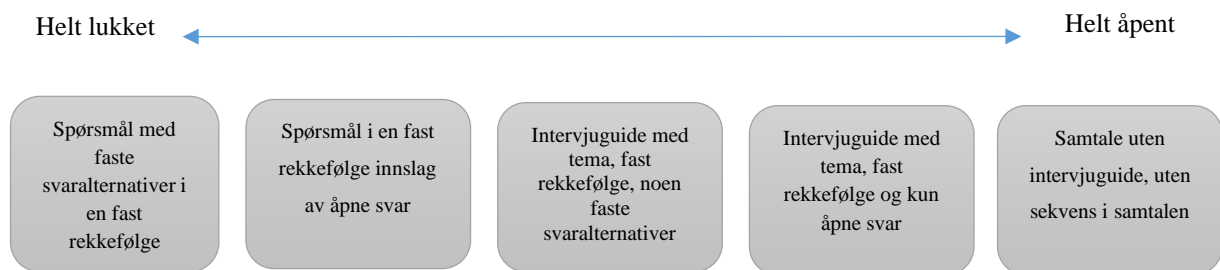 Helt lukket
Helt åpent
Spørsmål med
faste
svaralternativer i
en fast
rekkefølge
Spørsmål i en fast
rekkefølge innslag
av åpne svar
Intervjuguide med
tema, fast
rekkefølge, noen
faste
svaralternativer
Intervjuguide med
tema, fast
rekkefølge og kun
åpne svar
Samtale uten
intervjuguide, uten
sekvens i samtalen